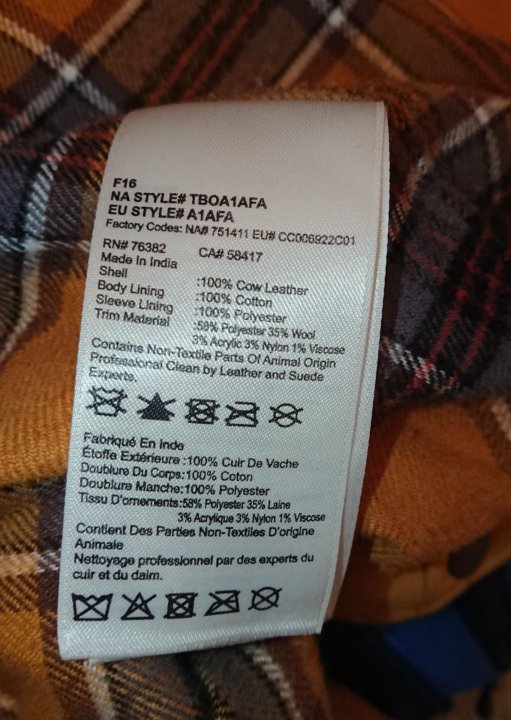 F16
NA STYLE# TBOA1AFA
EU STYLE# A1AFA
Factory Codes: NA# 751411 EU# CC006922C01
RN# 76382 CA# 58417
Made In India
Shell :100% Cow Leather
Body Lining :100% Cotton
Sleeve Lining :100% Polyester
Trim Material :58% Polyester 35% Wool
3% Acrylic 3% Nylon 1% Viscose
Contains Non-Textile Parts Of Animal Origin
Professional Clean by Leather and Suede
Experts.
Fabriqué En Inde
Étoffe Extérieure :100% Cuir De Vache
Doublure Du Corps:100% Coton
Doublure Manche:100% Polyester
Tissu D'ornements:58% Polyester 35% Laine
3% Acrylique 3% Nylon 1% Viscose
Contient Des Parties Non-Textiles D'origine
Animale
Nettoyage professionnel par des experts du
cuir et du daim.